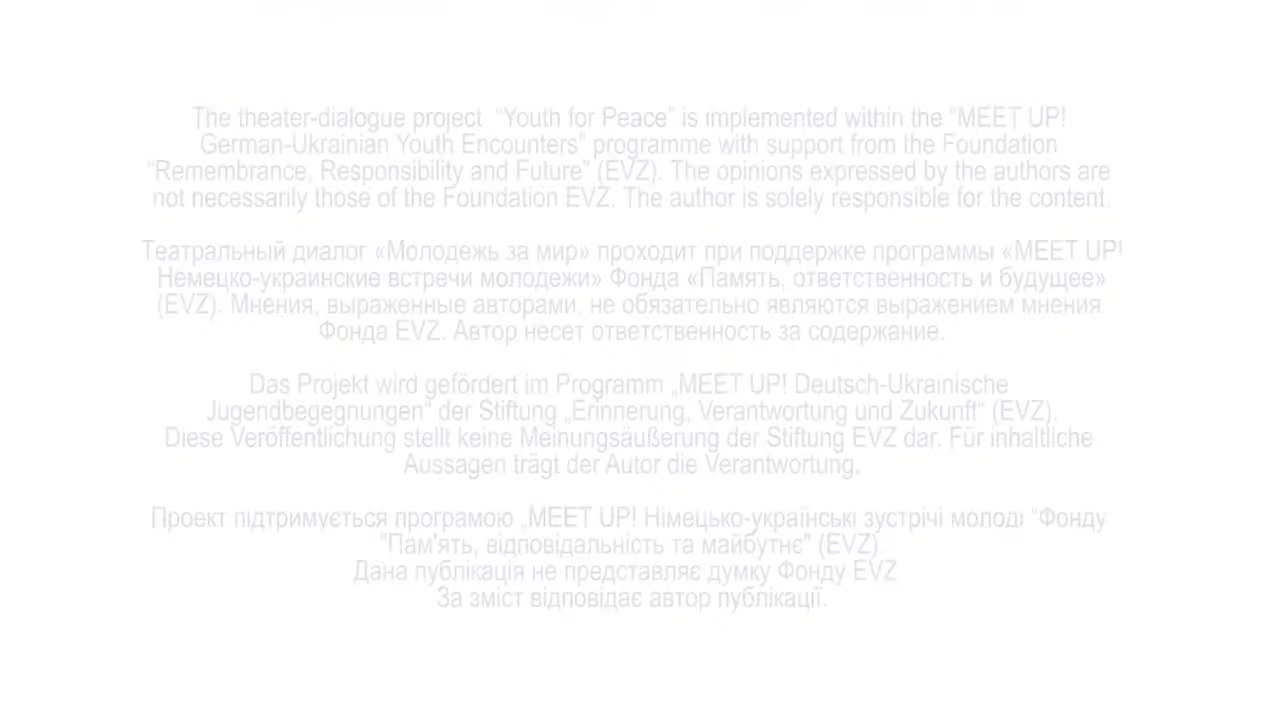 The theater-dialogue project “Youth for Peace” is implemented within the “MEET UP!
German-Ukrainian Youth Encounters” programme with support from the Foundation
“Remembrance, Responsibility and Future” (EVZ). The opinions expressed by the authors are
not necessarily those of the Foundation EVZ. The author is solely responsible for the content.
Театральный диалог «Молодежь за мир» проходит при поддержке программы «MEET UP!
Немецко-украинские встречи молодежи» Фонда «Память, ответственность и будущее»
(EVZ). Мнения, выраженные авторами, не обязательно являются выражением мнения
Фонда EVZ. Автор несет ответственность за содержание.
Das Projekt wird gefördert im Programm „MEET UP! Deutsch-Ukrainische
Jugendbegegnungen“ der Stiftung „Erinnerung, Verantwortung und Zukunft“ (EVZ).
Diese Veröffentlichung stellt keine Meinungsäußerung der Stiftung EVZ dar. Für inhaltliche
Aussagen trägt der Autor die Verantwortung.
Проект підтримується програмою „MEET UP! Німецько-українські зустрічі молоді “Фонду
"Пам'ять, відповідальність та майбутнє" (EVZ)
Дана публікація не представляє думку Фонду EVZ
За зміст відповідає автор публікації.